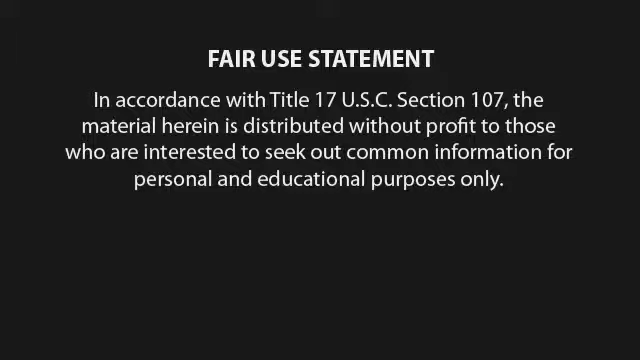 FAIR USE STATEMENT
In accordance with Title 17 U.S.C. Section 107, the
material herein is distributed without profit to those
who are interested to seek out common information for
personal and educational purposes only.